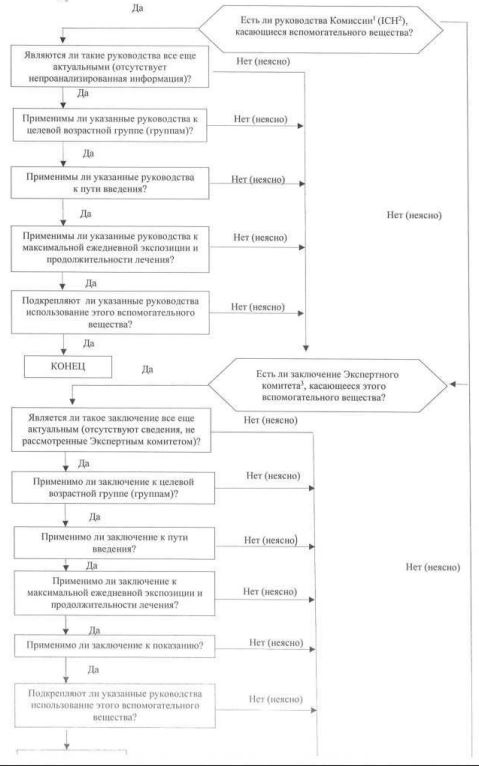 Да
Есть ли руководства Комиссии¹ (ICH²),
касающиеся вспомогательного вещества?
Являются ли такие руководства все еще
актуальными (отсутствует
непроанализированная информация)?
Нет (неясно)
Да
Применимы ли указанные руководства к
целевой возрастной группе (группам)?
Нет (неясно)
Да
Применимы ли указанные руководства
к пути введения?
Нет (неясно)
Нет (неясно)
Да
Применимы ли указанные руководства к
максимальной ежедневной экспозиции и
продолжительности лечения?
Нет (неясно)
Да
Подкрепляют ли указанные руководства
использование этого вспомогательного
вещества?
Нет (неясно)
Да
КОНЕЦ
Да
Есть ли заключение Экспертного
комитета³, касающееся этого
вспомогательного вещества?
Является ли такое заключение все еще
актуальным (отсутствуют сведения, не
рассмотренные Экспертным комитетом)?
Нет (неясно)
Да
Применимо ли заключение к целевой
возрастной группе (группам)?
Нет (неясно)
Да
Применимо ли заключение к пути
введения?
Нет (неясно)
Да
Нет (неясно)
Применимо ли заключение к
максимальной ежедневной экспозиции и
продолжительности лечения?
Нет (неясно)
Да
Применимо ли заключение к показанию?
Нет (неясно)
Да
Подкрепляют ли указанные руководства
использование этого вспомогательного
вещества?
Нет (неясно)